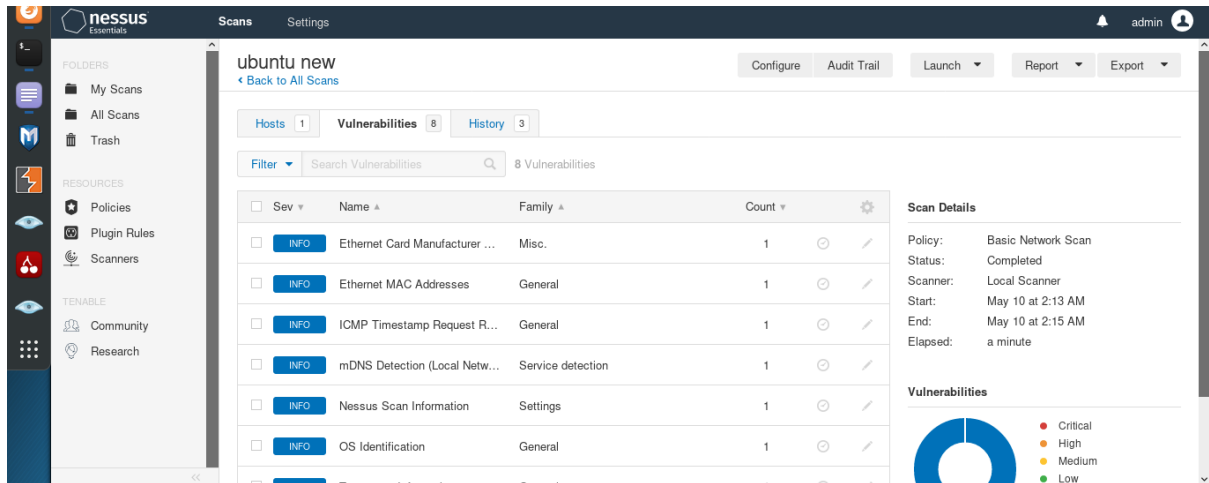 nessus
Essentials
Scans
Settings
admin
FOLDERS
My Scans
All Scans
Trash
RESOURCES
Policies
Plugin Rules
Scanners
TENABLE
Community
Research
ubuntu new
Back to All Scans
Configure
Audit Trail
Launch
Report
Export
Hosts 1
Vulnerabilities 8
History 3
Filter
Search Vulnerabilities
8 Vulnerabilities
Sev Name Family Count
INFO Ethernet Card Manufacturer ... Misc. 1
INFO Ethernet MAC Addresses General 1
INFO ICMP Timestamp Request R... General 1
INFO mDNS Detection (Local Netw... Service detection 1
INFO Nessus Scan Information Settings 1
INFO OS Identification General 1
Scan Details
Policy: Basic Network Scan
Status: Completed
Scanner: Local Scanner
Start: May 10 at 2:13 AM
End: May 10 at 2:15 AM
Elapsed: a minute
Vulnerabilities
Critical
High
Medium
Low